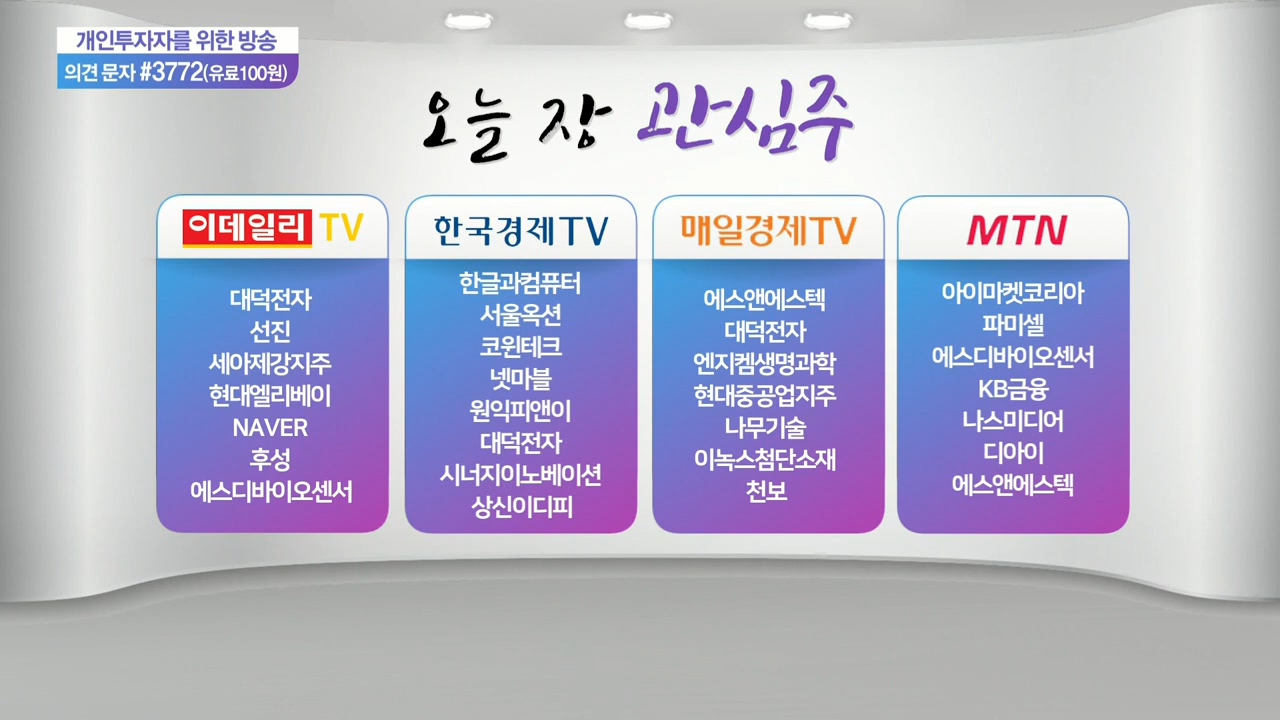 개인투자자를 위한 방송
의견 문자 #3772(유료100원)
오늘 장 관심주
이데일리 TV
대덕전자
선진
세아제강지주
현대엘리베이
NAVER
후성
에스디바이오센서
한국경제TV
한글과컴퓨터
서울옥션
코윈테크
넷마블
원익피앤이
대덕전자
시너지이노베이션
상신이디피
매일경제TV
에스앤에스텍
대덕전자
엔지켐생명과학
현대중공업지주
나무기술
이녹스첨단소재
천보
MTN
아이마켓코리아
파미셀
에스디바이오센서
KB금융
나스미디어
디아이
에스앤에스텍